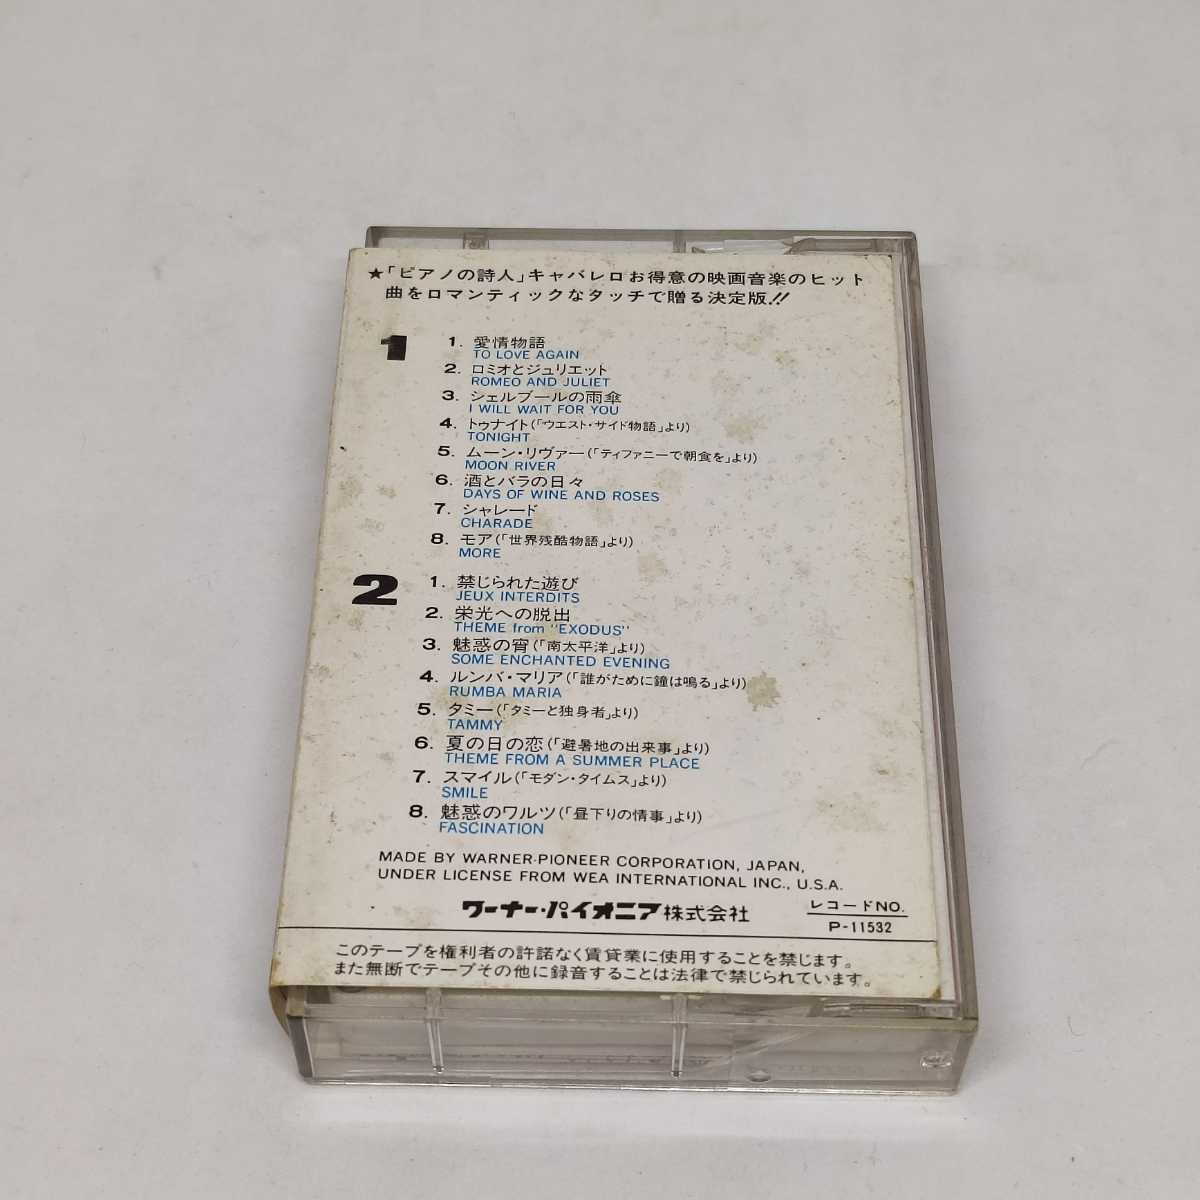 ★「ピアノの詩人」キャバレロお得意の映画音楽のヒット
曲をロマンティックなタッチで贈る決定版!!
1
1. 愛情物語
TO LOVE AGAIN
2. ロミオとジュリエット
ROMEO AND JULIET
3. シェルブールの雨傘
I WILL WAIT FOR YOU
4. トゥナイト(「ウエスト・サイド物語」より)
TONIGHT
5. ムーン・リヴァー(「ティファニーで朝食を」より)
MOON RIVER
6. 酒とバラの日々
DAYS OF WINE AND ROSES
7. シャレード
CHARADE
8. モア(「世界残酷物語」より)
MORE
2
1. 禁じられた遊び
JEUX INTERDITS
2. 栄光への脱出
THEME from "EXODUS"
3. 魅惑の宵(「南太平洋」より)
SOME ENCHANTED EVENING
4. ルンバ・マリア(「誰がために鐘は鳴る」より)
RUMBA MARIA
5. タミー(「タミーと独身者」より)
TAMMY
6. 夏の日の恋(「避暑地の出来事」より)
THEME FROM A SUMMER PLACE
7. スマイル(「モダン・タイムス」より)
SMILE
8. 魅惑のワルツ(「昼下りの情事」より)
FASCINATION
MADE BY WARNER-PIONEER CORPORATION, JAPAN,
UNDER LICENSE FROM WEA INTERNATIONAL INC., U.S.A.
ワーナー・パイオニア株式会社
レコードNO.
P-11532
このテープを権利者の許諾なく賃貸業に使用することを禁じます。
また無断でテープその他に録音することは法律で禁じられています。